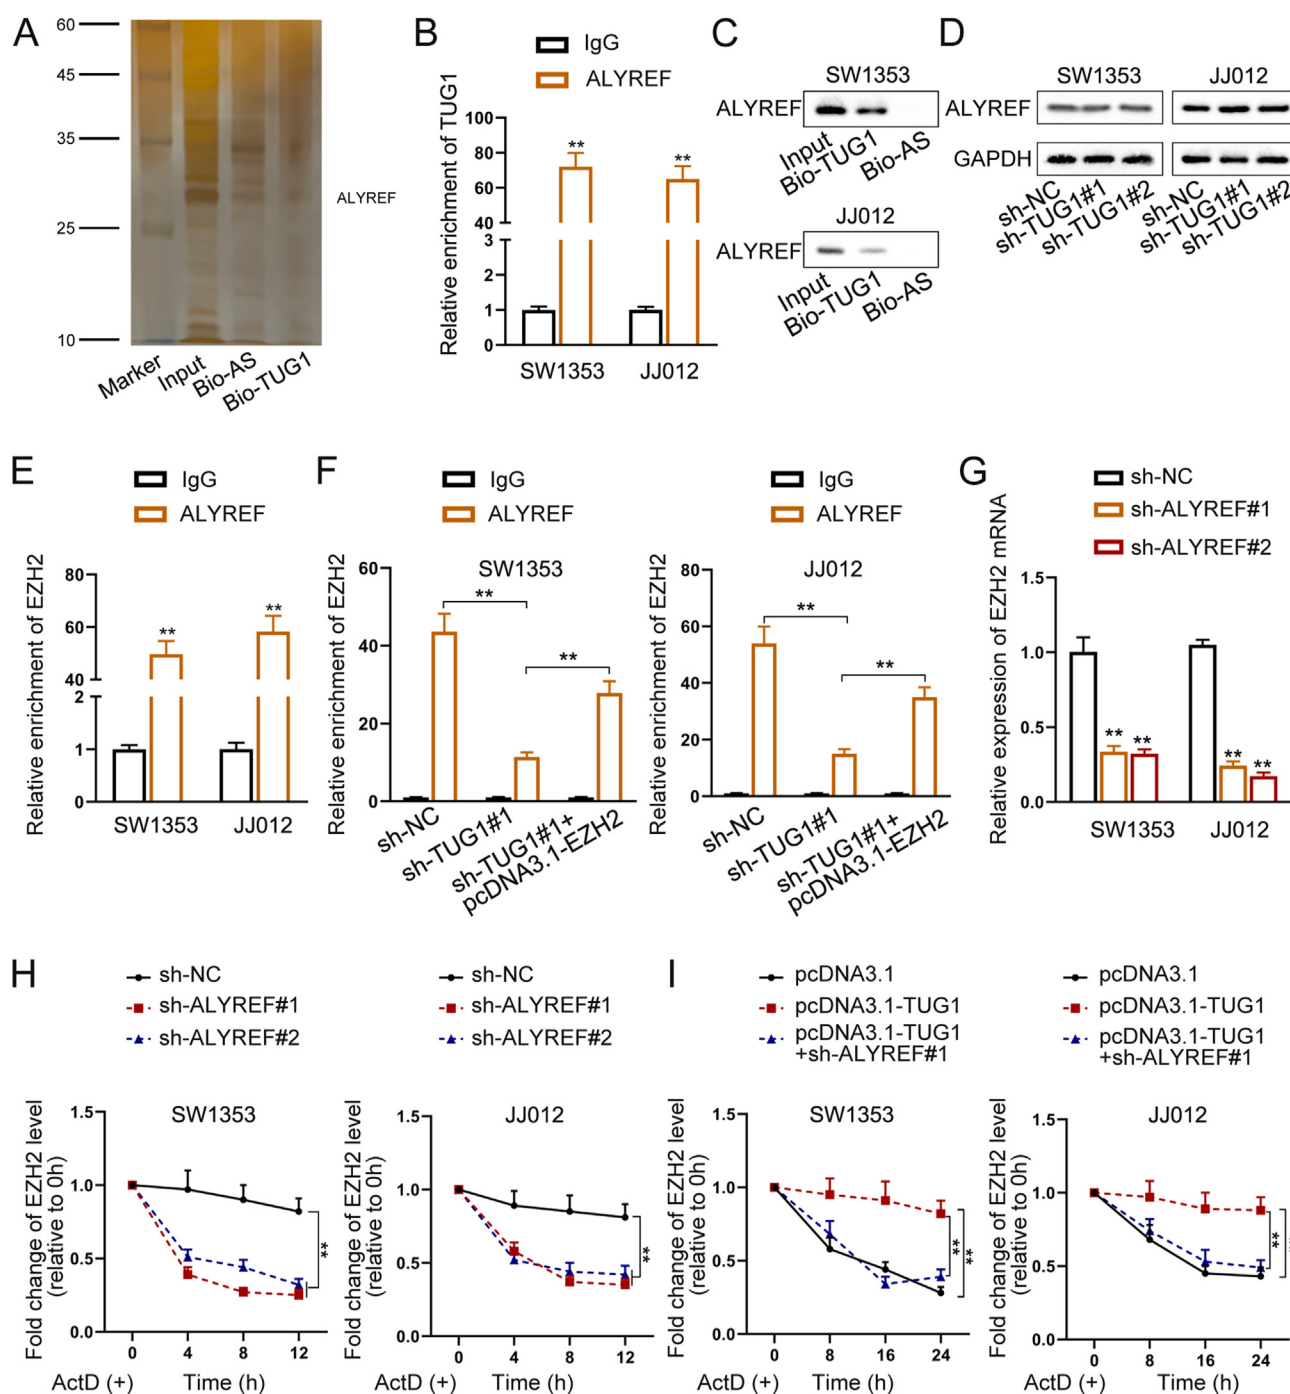 A
60
45
35
25
10
ALYREF
Marker
Input
Bio-AS
Bio-TUG1
B
IgG
ALYREF
Relative enrichment of TUG1
100
80
60
40
3
2
1
0
**
**
SW1353
JJ012
C
SW1353
ALYREF
Input
Bio-TUG1
Bio-AS
JJ012
ALYREF
Input
Bio-TUG1
Bio-AS
D
SW1353
JJ012
ALYREF
GAPDH
sh-NC
sh-TUG1#1
sh-TUG1#2
sh-NC
sh-TUG1#1
sh-TUG1#2
E
IgG
ALYREF
Relative enrichment of EZH2
80
60
40
2
1
0
**
**
SW1353
JJ012
F
IgG
ALYREF
SW1353
Relative enrichment of EZH2
60
40
20
0
**
**
sh-NC
sh-TUG1#1
sh-TUG1#1+
pcDNA3.1-EZH2
IgG
ALYREF
JJ012
Relative enrichment of EZH2
80
60
40
20
0
**
**
sh-NC
sh-TUG1#1
sh-TUG1#1+
pcDNA3.1-EZH2
G
sh-NC
sh-ALYREF#1
sh-ALYREF#2
Relative expression of EZH2 mRNA
1.5
1.0
0.5
0.0
**
**
**
**
SW1353
JJ012
H
sh-NC
sh-ALYREF#1
sh-ALYREF#2
SW1353
Fold change of EZH2 level
(relative to 0h)
1.5
1.0
0.5
0.0
**
0 4 8 12
ActD (+) Time (h)
sh-NC
sh-ALYREF#1
sh-ALYREF#2
JJ012
Fold change of EZH2 level
(relative to 0h)
1.5
1.0
0.5
0.0
**
0 4 8 12
ActD (+) Time (h)
I
pcDNA3.1
pcDNA3.1-TUG1
pcDNA3.1-TUG1
+sh-ALYREF#1
SW1353
Fold change of EZH2 level
(relative to 0h)
1.5
1.0
0.5
0.0
**
**
0 8 16 24
ActD (+) Time (h)
pcDNA3.1
pcDNA3.1-TUG1
pcDNA3.1-TUG1
+sh-ALYREF#1
JJ012
Fold change of EZH2 level
(relative to 0h)
1.5
1.0
0.5
0.0
**
0 8 16 24
ActD (+) Time (h)